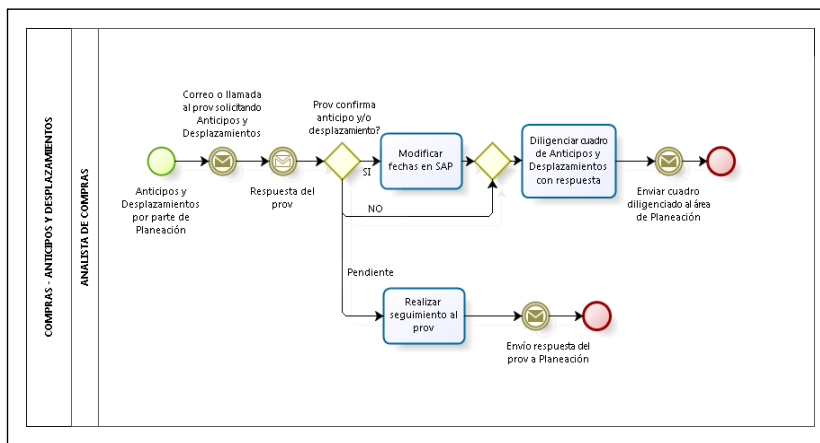 COMPRAS - ANTICIPOS Y DESPLAZAMIENTOS
ANALISTA DE COMPRAS
Anticipos y
Desplazamientos
por parte de
Planeación
Correo o llamada
al prov solicitando
Anticipos y
Desplazamientos
Respuesta del
prov
Prov confirma
anticipo y/o
desplazamiento?
SI
NO
Pendiente
Modificar
fechas en SAP
Diligenciar cuadro
de Anticipos y
Desplazamientos
con respuesta
Enviar cuadro
diligenciado al área
de Planeación
Realizar
seguimiento al
prov
Envío respuesta del
prov a Planeación